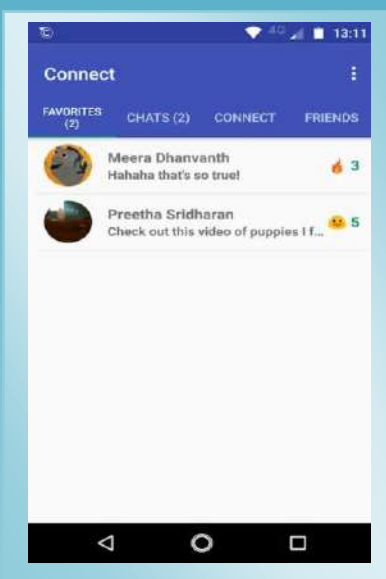 4G 13:11
Connect
FAVORITES
(2)
CHATS (2)
CONNECT
FRIENDS
Meera Dhanvanth
Hahaha that's so true!
3
Preetha Sridharan
Check out this video of puppies I f...
5